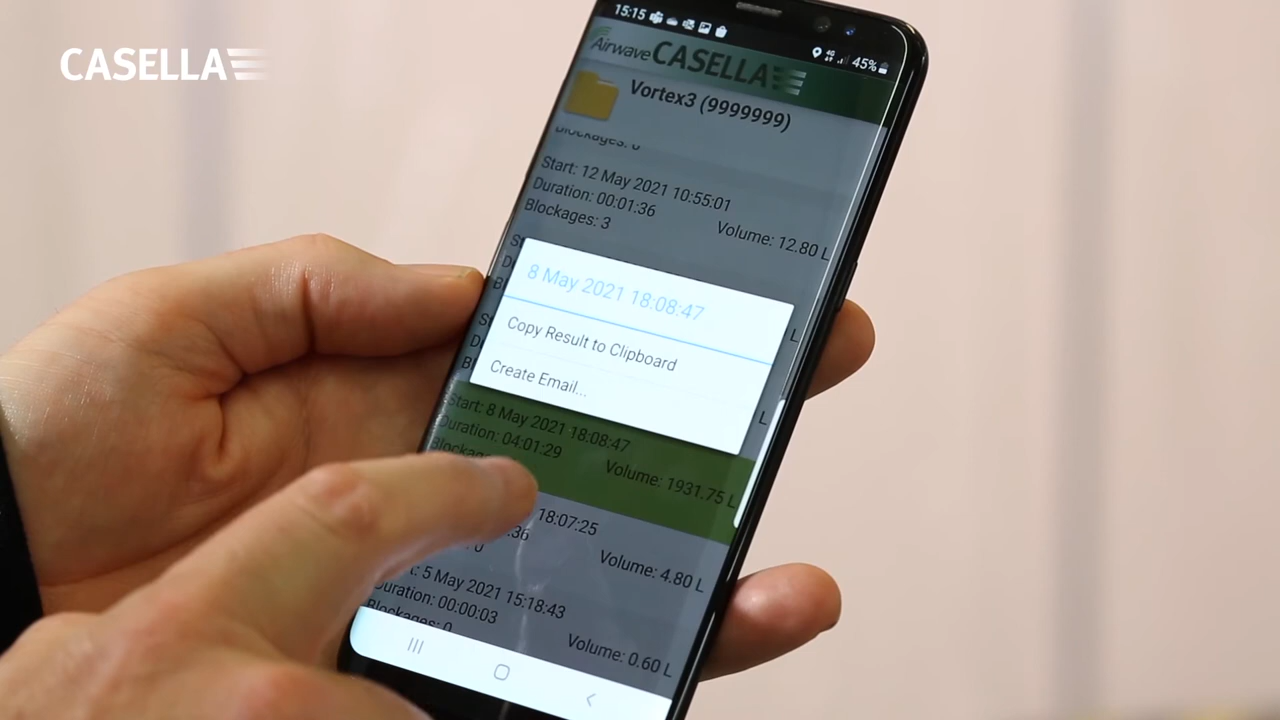 CASELLA
15:15
4G
45%
Airwave CASELLA
Vortex3 (9999999)
Blockages: 0
Start: 12 May 2021 10:55:01
Duration: 00:01:36
Blockages: 3
Volume: 12.80 L
8 May 2021 18:08:47
Copy Result to Clipboard
Create Email...
Start: 8 May 2021 18:08:47
Duration: 04:01:29
Volume: 1931.75 L
18:07:25
:36
Volume: 4.80 L
5 May 2021 15:18:43
Duration: 00:00:03
Blockages: 0
Volume: 0.60 L